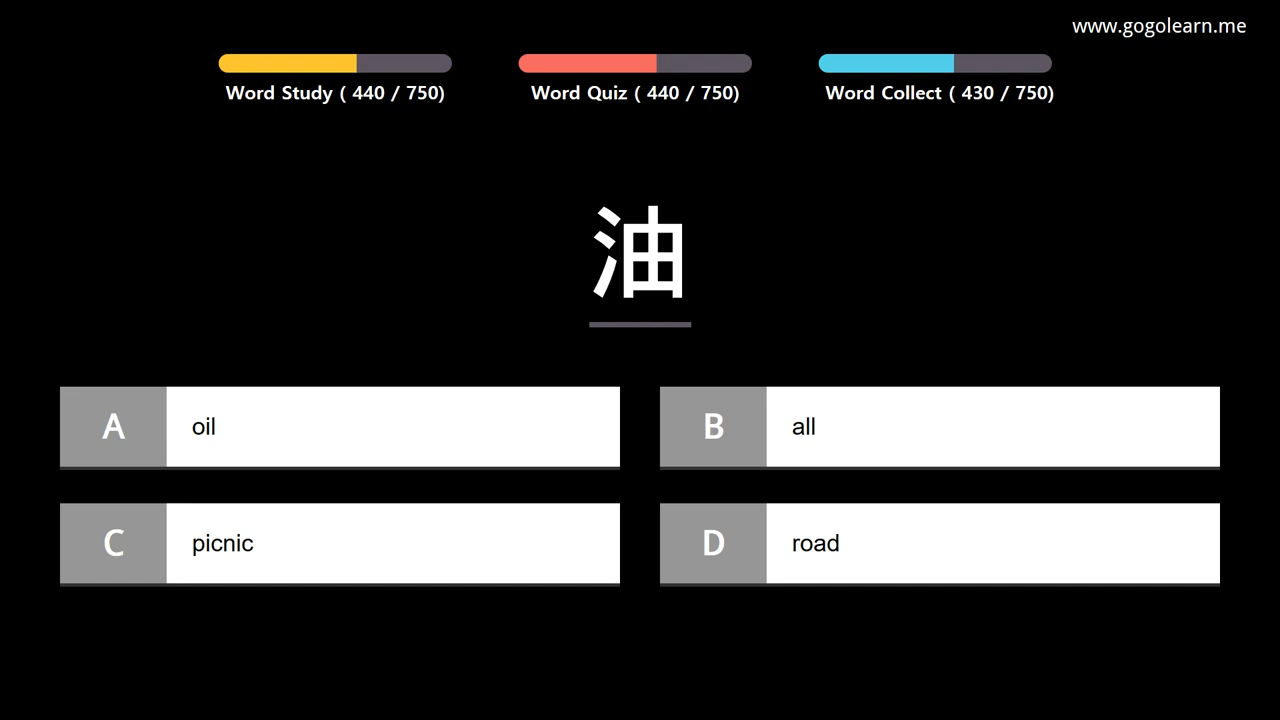 www.gogolearn.me
Word Study ( 440 / 750)
Word Quiz ( 440 / 750)
Word Collect ( 430 / 750)
油
A oil
B all
C picnic
D road